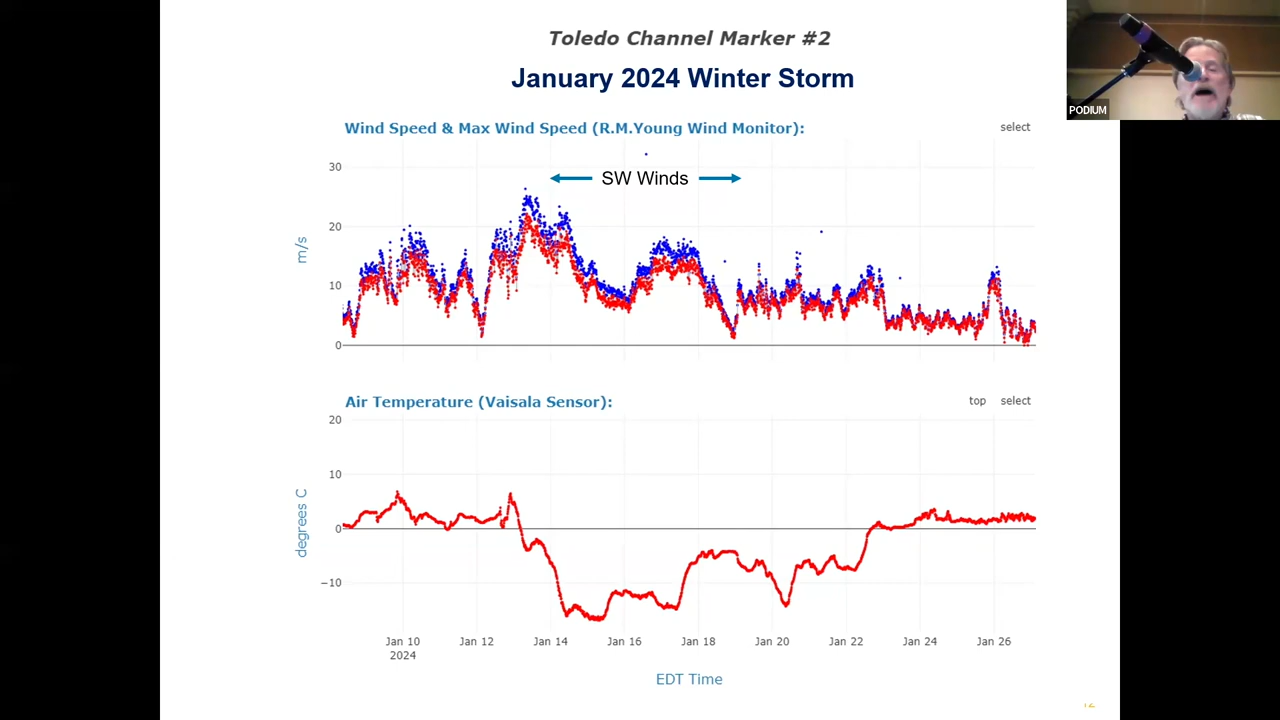 Toledo Channel Marker #2
January 2024 Winter Storm
PODIUM
Wind Speed & Max Wind Speed (R.M.Young Wind Monitor):
select
SW Winds
m/s
30
20
10
0
Air Temperature (Vaisala Sensor):
top select
degrees C
20
10
0
−10
Jan 10 Jan 12 Jan 14 Jan 16 Jan 18 Jan 20 Jan 22 Jan 24 Jan 26
2024
EDT Time